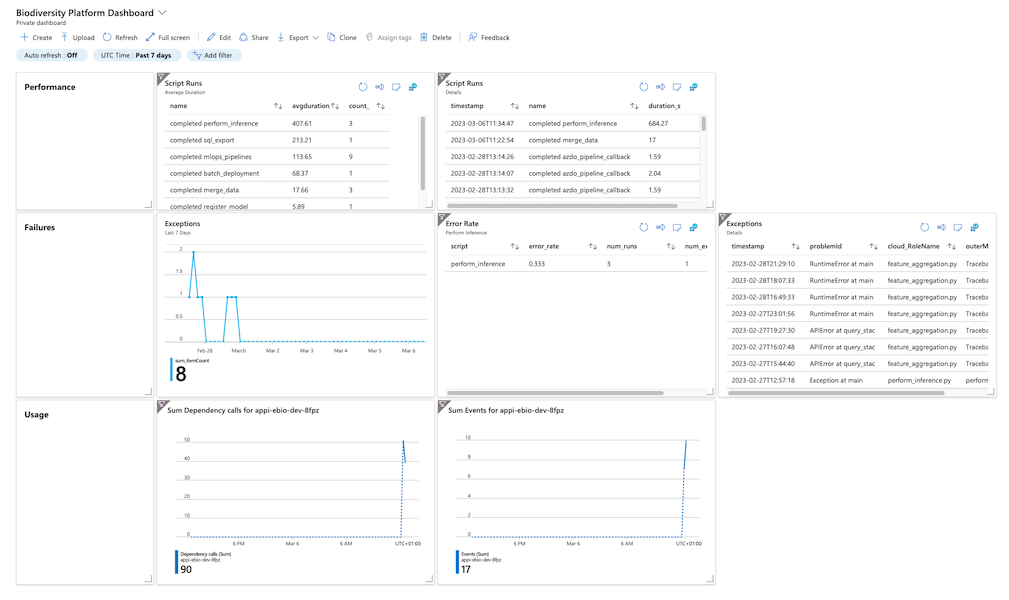 Biodiversity Platform Dashboard
Private dashboard
Create Upload Refresh Full screen Edit Share Export Clone Assign tags Delete Feedback
Auto refresh : Off UTC Time : Past 7 days Add filter
Performance
Script Runs
Average Duration
name avgduration count_
completed perform_inference 407.61 3
completed sql_export 213.21 1
completed mlops_pipelines 113.65 9
completed batch_deployment 68.37 1
completed merge_data 17.66 3
completed register_model 5.89 1
Script Runs
Details
timestamp name duration_s
2023-03-06T11:34:47 completed perform_inference 684.27
2023-03-06T11:22:54 completed merge_data 17
2023-02-28T13:14:26 completed azdo_pipeline_callback 1.59
2023-02-28T13:14:07 completed azdo_pipeline_callback 2.04
2023-02-28T13:13:32 completed azdo_pipeline_callback 1.59
Failures
Exceptions
Last 7 Days
2
1.5
1
0.5
0
Feb 28 March Mar 2 Mar 3 Mar 4 Mar 5 Mar 6
sum_itemCount
8
Error Rate
Perform Inference
script error_rate num_runs num_ex
perform_inference 0.333 3 1
Exceptions
Details
timestamp problemId cloud_RoleName outerM
2023-02-28T21:29:10 RuntimeError at main feature_aggregation.py Traceba
2023-02-28T18:07:33 RuntimeError at main feature_aggregation.py Traceba
2023-02-28T16:49:33 RuntimeError at main feature_aggregation.py Traceba
2023-02-27T23:01:56 RuntimeError at main feature_aggregation.py Traceba
2023-02-27T19:27:30 APIError at query_stac feature_aggregation.py Traceba
2023-02-27T16:07:48 APIError at query_stac feature_aggregation.py Traceba
2023-02-27T15:44:40 APIError at query_stac feature_aggregation.py Traceba
2023-02-27T12:57:18 Exception at main perform_inference.py perform
Usage
Sum Dependency calls for appi-ebio-dev-8fpz
50
40
30
20
10
0
6 PM Mar 6 6 AM UTC+01:00
Dependency calls (Sum)
appi-ebio-dev-8fpz
90
Sum Events for appi-ebio-dev-8fpz
10
8
6
4
2
0
6 PM Mar 6 6 AM UTC+01:00
Events (Sum)
appi-ebio-dev-8fpz
17